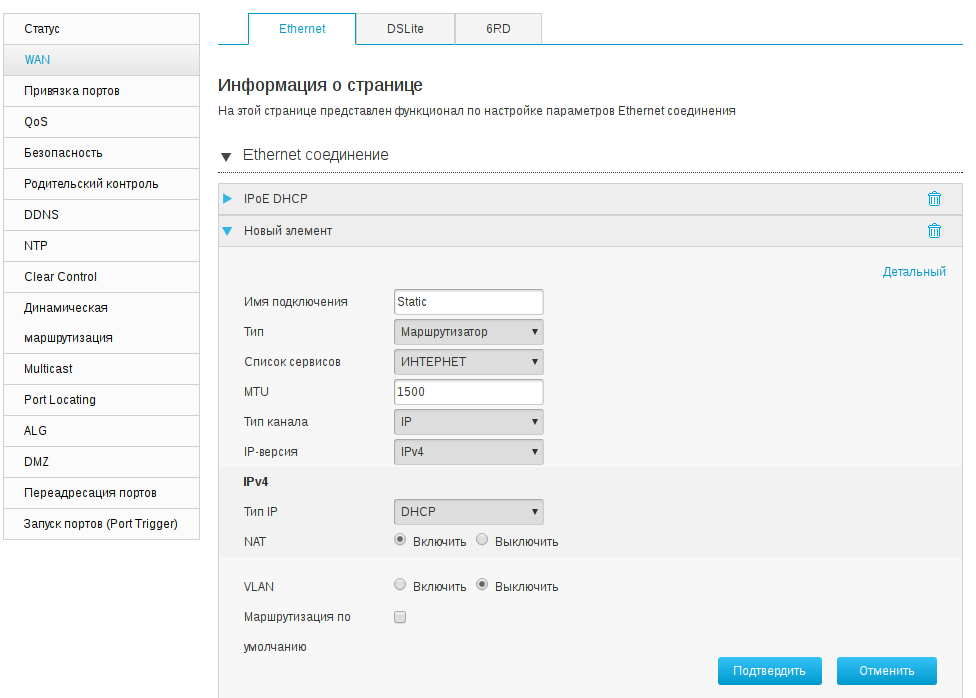 Статус
WAN
Привязка портов
QoS
Безопасность
Родительский контроль
DDNS
NTP
Clear Control
Динамическая
маршрутизация
Multicast
Port Locating
ALG
DMZ
Переадресация портов
Запуск портов (Port Trigger)
Ethernet DSLite 6RD
Информация о странице
На этой странице представлен функционал по настройке параметров Ethernet соединения
Ethernet соединение
IPoE DHCP
Новый элемент
Детальный
Имя подключения Static
Тип Маршрутизатор
Список сервисов ИНТЕРНЕТ
MTU 1500
Тип канала IP
IP-версия IPv4
IPv4
Тип IP DHCP
NAT Включить Выключить
VLAN Включить Выключить
Маршрутизация по
умолчанию
Подтвердить Отменить